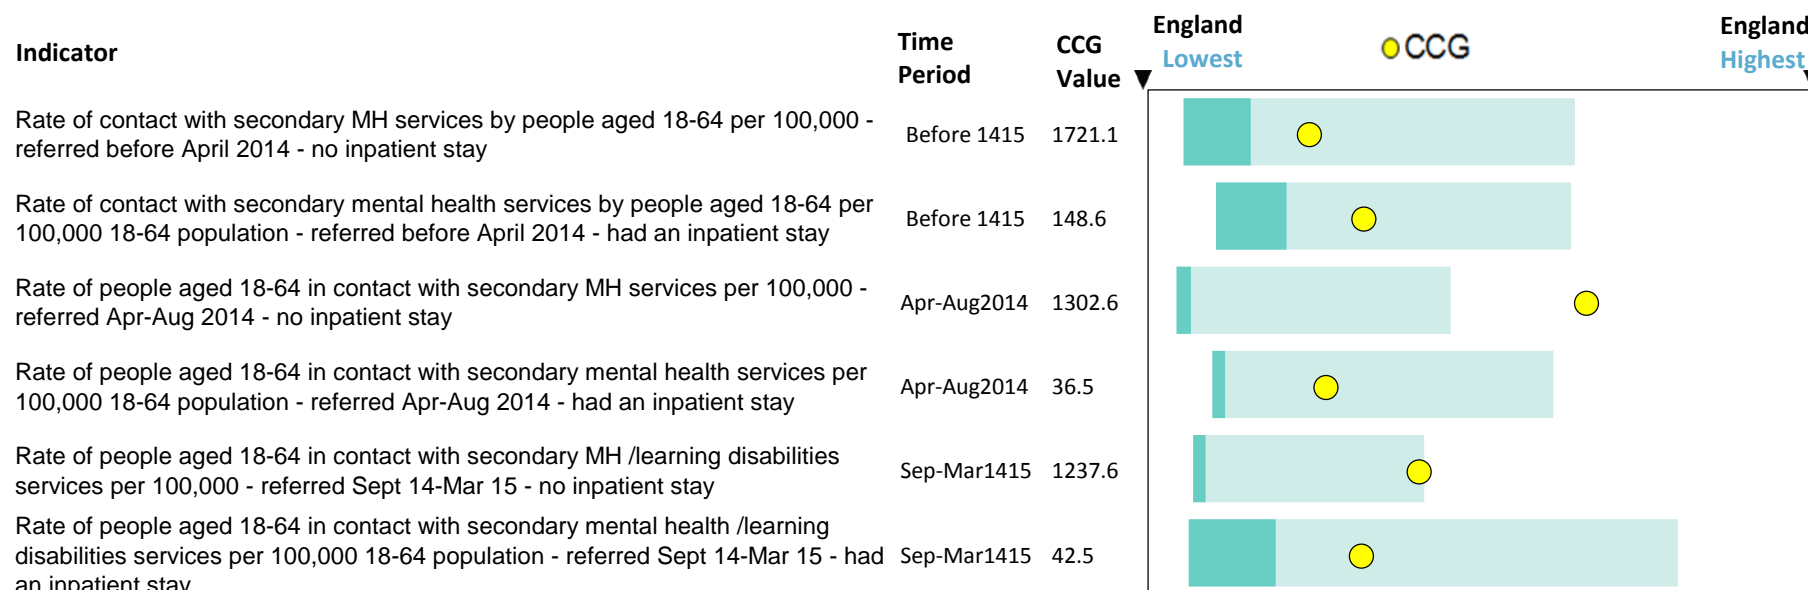 Indicator
Time
Period
CCG
Value
England
Lowest
CCG
England
Highest
Rate of contact with secondary MH services by people aged 18-64 per 100,000 -
referred before April 2014 - no inpatient stay
Before 1415
1721.1
Rate of contact with secondary mental health services by people aged 18-64 per
100,000 18-64 population - referred before April 2014 - had an inpatient stay
Before 1415
148.6
Rate of people aged 18-64 in contact with secondary MH services per 100,000 -
referred Apr-Aug 2014 - no inpatient stay
Apr-Aug2014
1302.6
Rate of people aged 18-64 in contact with secondary mental health services per
100,000 18-64 population - referred Apr-Aug 2014 - had an inpatient stay
Apr-Aug2014
36.5
Rate of people aged 18-64 in contact with secondary MH /learning disabilities
services per 100,000 - referred Sept 14-Mar 15 - no inpatient stay
Sep-Mar1415
1237.6
Rate of people aged 18-64 in contact with secondary mental health /learning
disabilities services per 100,000 18-64 population - referred Sept 14-Mar 15 - had
an inpatient stay
Sep-Mar1415
42.5